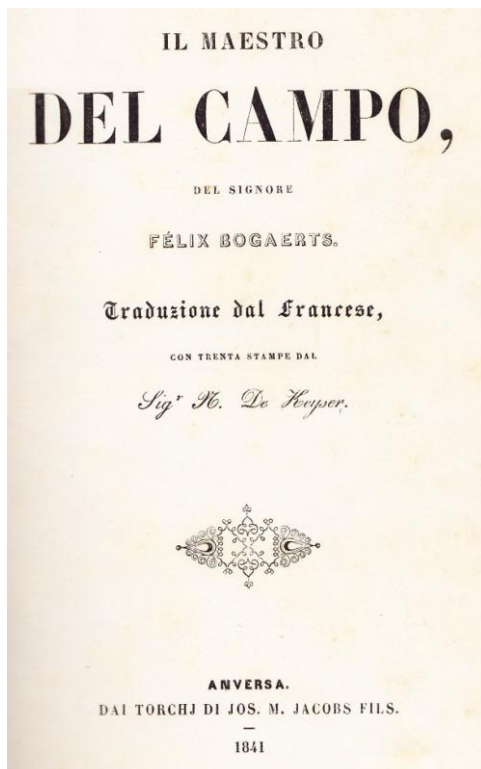 IL MAESTRO
DEL CAMPO,
DEL SIGNORE
FÉLIX BOGAERTS.
Traduzione dal Francese,
CON TRENTA STAMPE DAL
Sigr N. De Keyser.
ANVERSA.
DAI TORCHJ DI JOS. M. JACOBS FILS.
1841